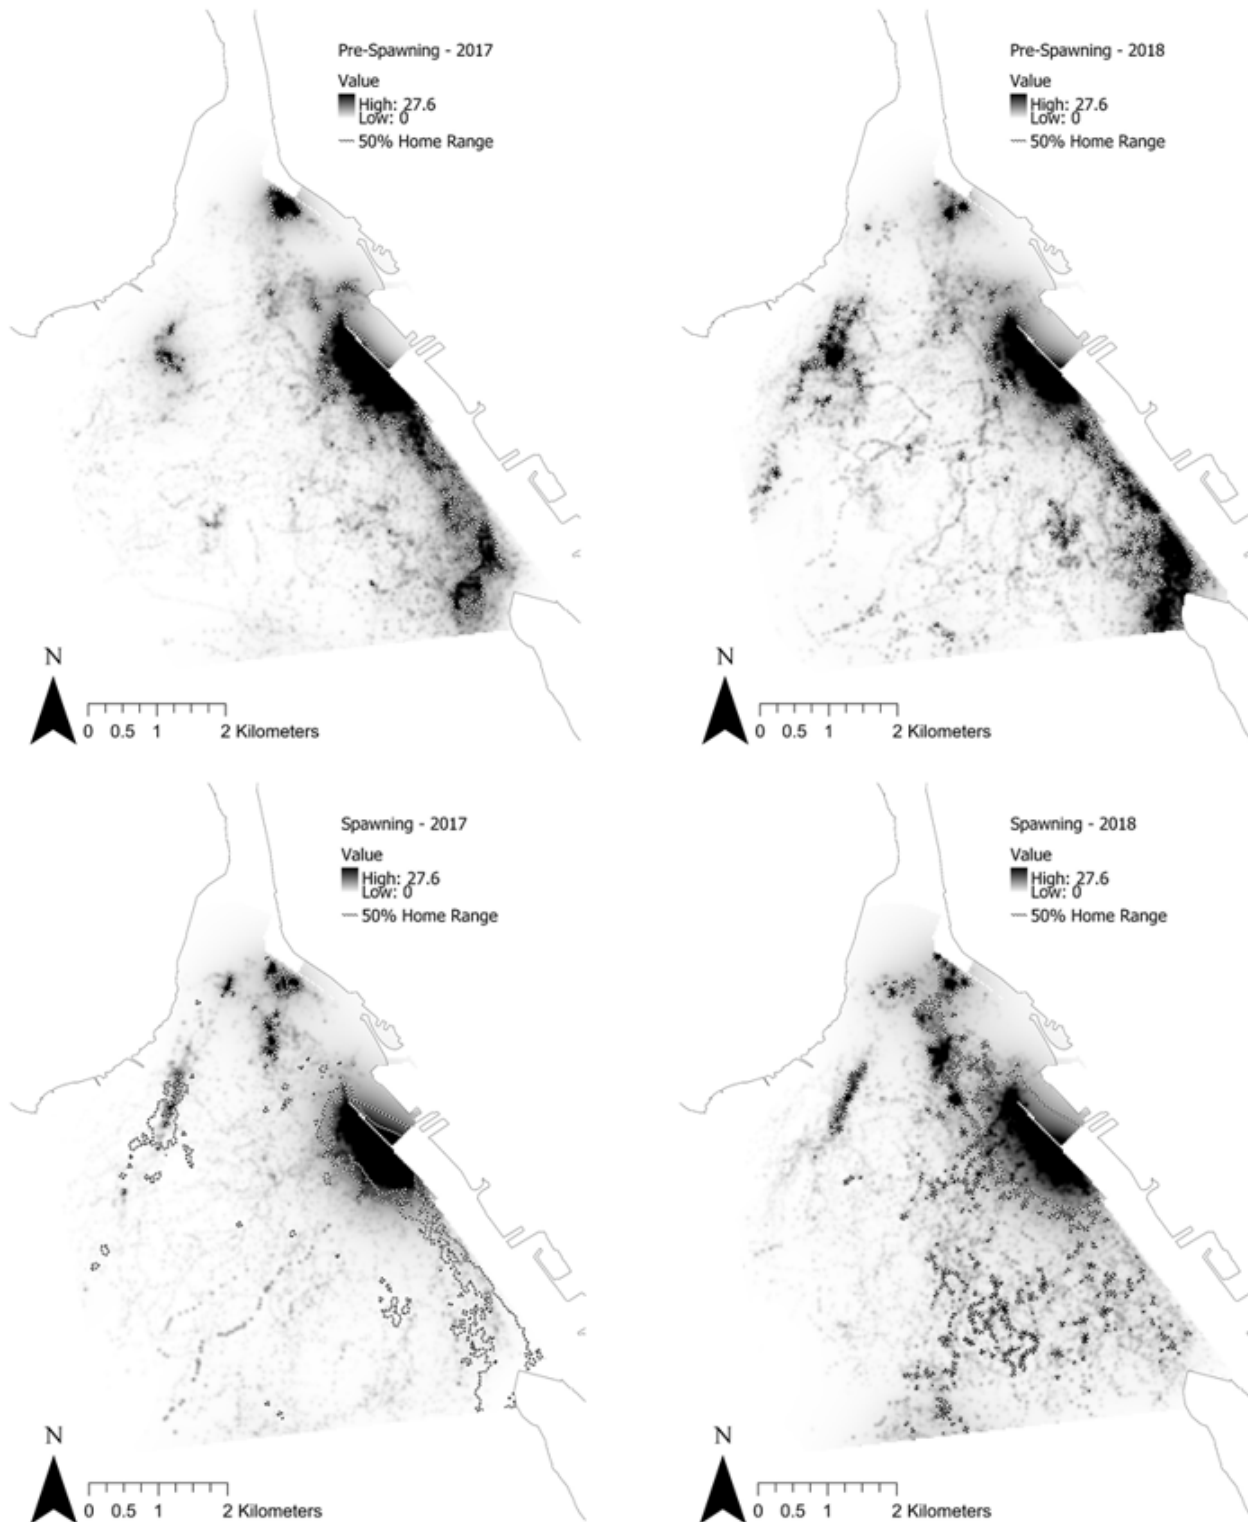 Pre-Spawning - 2017
Value
High: 27.6
Low: 0
50% Home Range
N
0 0.5 1 2 Kilometers
Pre-Spawning - 2018
Value
High: 27.6
Low: 0
50% Home Range
N
0 0.5 1 2 Kilometers
Spawning - 2017
Value
High: 27.6
Low: 0
50% Home Range
N
0 0.5 1 2 Kilometers
Spawning - 2018
Value
High: 27.6
Low: 0
50% Home Range
N
0 0.5 1 2 Kilometers